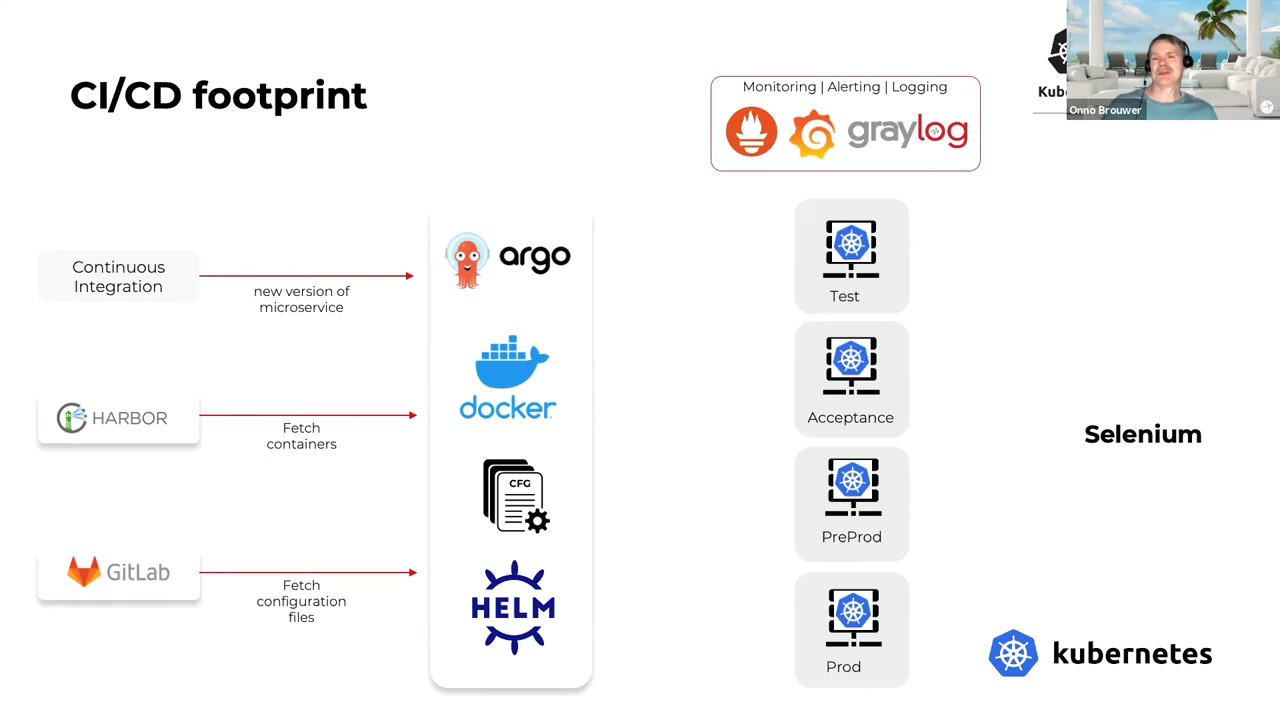 CI/CD footprint
Monitoring | Alerting | Logging
graylog
Kube
Onno Brouwer
Continuous
Integration
new version of
microservice
argo
Test
HARBOR
Fetch
containers
docker
Acceptance
Selenium
CFG
PreProd
GitLab
Fetch
configuration
files
HELM
Prod
kubernetes